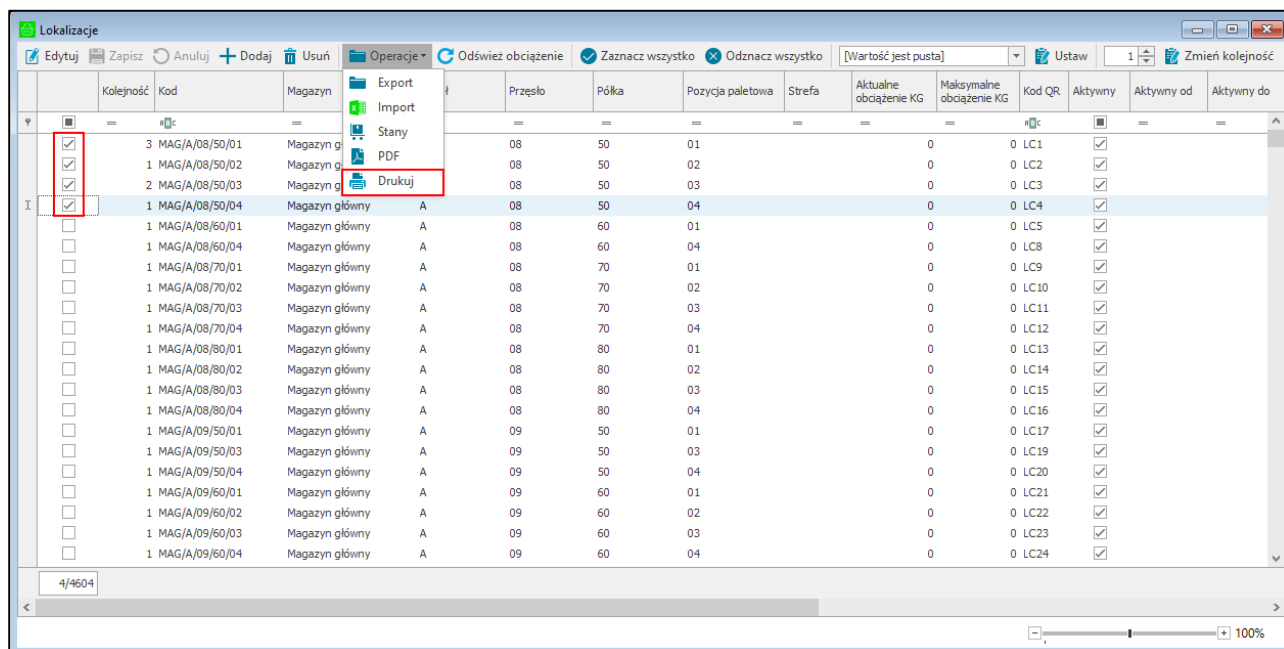 Lokalizacje
Edytuj Zapisz Anuluj Dodaj Usuń Operacje Odśwież obciążenie Zaznacz wszystko Odznacz wszystko [Wartość jest pusta] Ustaw 1 Zmień kolejność
Kolejność Kod Magazyn ł Przęsło Półka Pozycja paletowa Strefa Aktualne obciążenie KG Maksymalne obciążenie KG Kod QR Aktywny Aktywny od Aktywny do
Export
Import
Stany
PDF
Drukuj
= = = = = = = = = =
3 MAG/A/08/50/01 Magazyn g 08 50 01 0 0 LC1
1 MAG/A/08/50/02 Magazyn g 08 50 02 0 0 LC2
2 MAG/A/08/50/03 Magazyn g 08 50 03 0 0 LC3
1 MAG/A/08/50/04 Magazyn główny A 08 50 04 0 0 LC4
1 MAG/A/08/60/01 Magazyn główny A 08 60 01 0 0 LC5
1 MAG/A/08/60/04 Magazyn główny A 08 60 04 0 0 LC8
1 MAG/A/08/70/01 Magazyn główny A 08 70 01 0 0 LC9
1 MAG/A/08/70/02 Magazyn główny A 08 70 02 0 0 LC10
1 MAG/A/08/70/03 Magazyn główny A 08 70 03 0 0 LC11
1 MAG/A/08/70/04 Magazyn główny A 08 70 04 0 0 LC12
1 MAG/A/08/80/01 Magazyn główny A 08 80 01 0 0 LC13
1 MAG/A/08/80/02 Magazyn główny A 08 80 02 0 0 LC14
1 MAG/A/08/80/03 Magazyn główny A 08 80 03 0 0 LC15
1 MAG/A/08/80/04 Magazyn główny A 08 80 04 0 0 LC16
1 MAG/A/09/50/01 Magazyn główny A 09 50 01 0 0 LC17
1 MAG/A/09/50/03 Magazyn główny A 09 50 03 0 0 LC19
1 MAG/A/09/50/04 Magazyn główny A 09 50 04 0 0 LC20
1 MAG/A/09/60/01 Magazyn główny A 09 60 01 0 0 LC21
1 MAG/A/09/60/02 Magazyn główny A 09 60 02 0 0 LC22
1 MAG/A/09/60/03 Magazyn główny A 09 60 03 0 0 LC23
1 MAG/A/09/60/04 Magazyn główny A 09 60 04 0 0 LC24
4/4604
100%